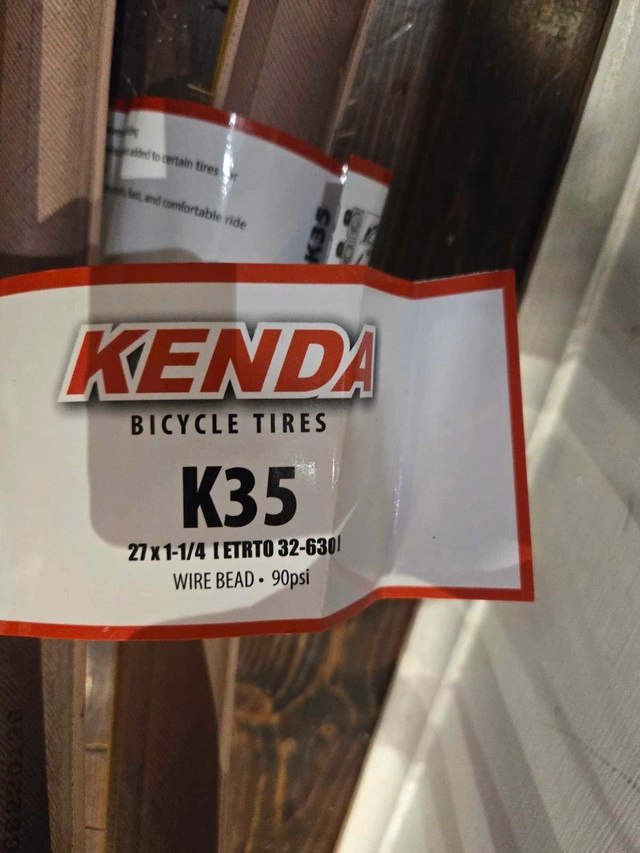 added to certain tires
and comfortable ride
K35
KENDA
BICYCLE TIRES
K35
27 x 1-1/4 [ETRTO 32-630]
WIRE BEAD • 90psi